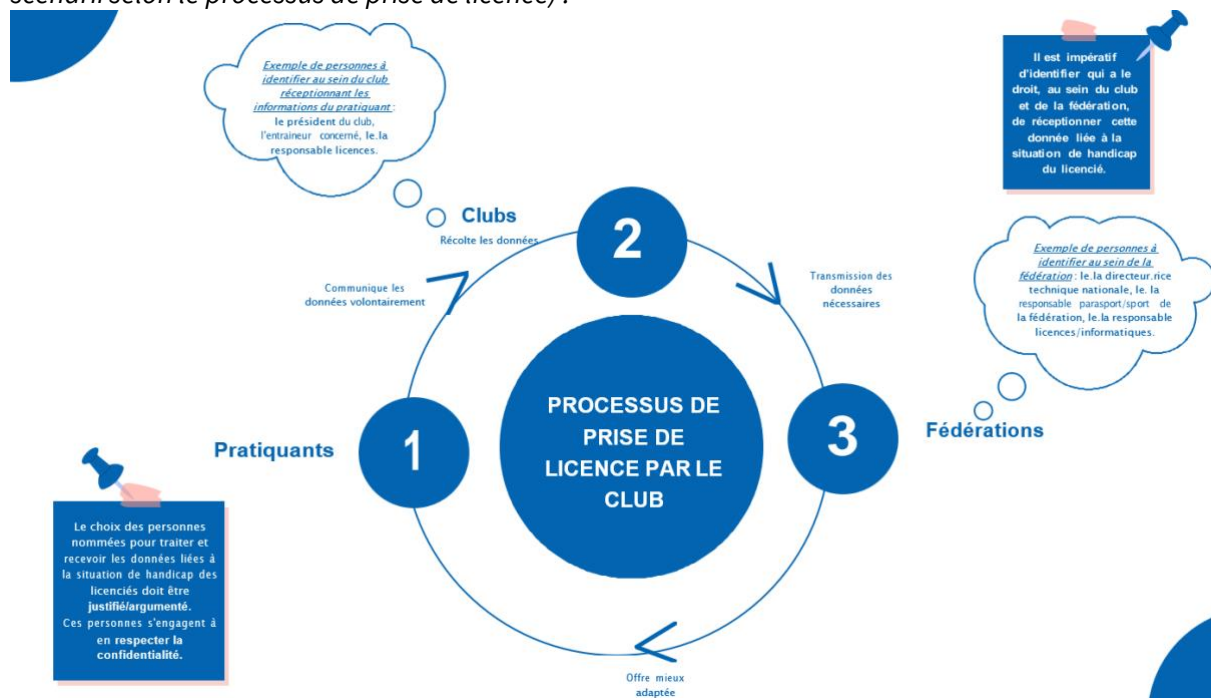 scénarii selon le processus de prise de licence) :
Exemple de personnes à
identifier au sein du club
réceptionnant les
informations du pratiquant :
le président du club,
l'entraineur concerné, le.la
responsable licences.
Il est impératif
d'identifier qui a le
droit, au sein du club
et de la fédération,
de réceptionner cette
donnée liée à la
situation de handicap
du licencié.
Clubs
Récolte les données
2
Communique les
données volontairement
Transmission des
données
nécessaires
Exemple de personnes à
identifier au sein de la
fédération : le.la directeur.rice
technique nationale, le. la
responsable parasport/sport de
la fédération, le.la responsable
licences/informatiques.
Pratiquants
1
PROCESSUS DE
PRISE DE
LICENCE PAR LE
CLUB
3
Fédérations
Le choix des personnes
nommées pour traiter et
recevoir les données liées à
la situation de handicap des
licenciés doit être
justifié/argumenté.
Ces personnes s'engagent à
en respecter la
confidentialité.
Offre mieux
adaptée